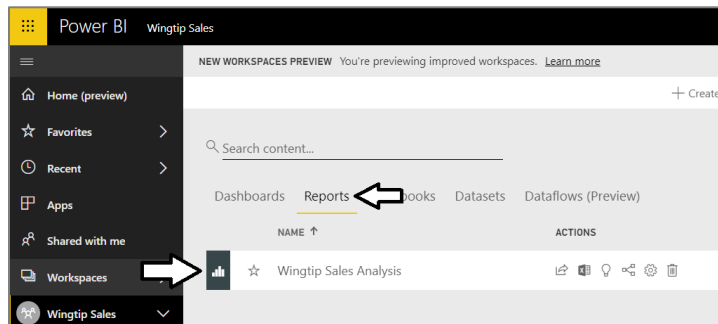 Power BI Wingtip Sales
NEW WORKSPACES PREVIEW You're previewing improved workspaces. Learn more
Home (preview)
Create
Favorites
Search content...
Recent
Dashboards Reports books Datasets Dataflows (Preview)
Apps
NAME ↑ ACTIONS
Shared with me
Wingtip Sales Analysis
Workspaces
Wingtip Sales